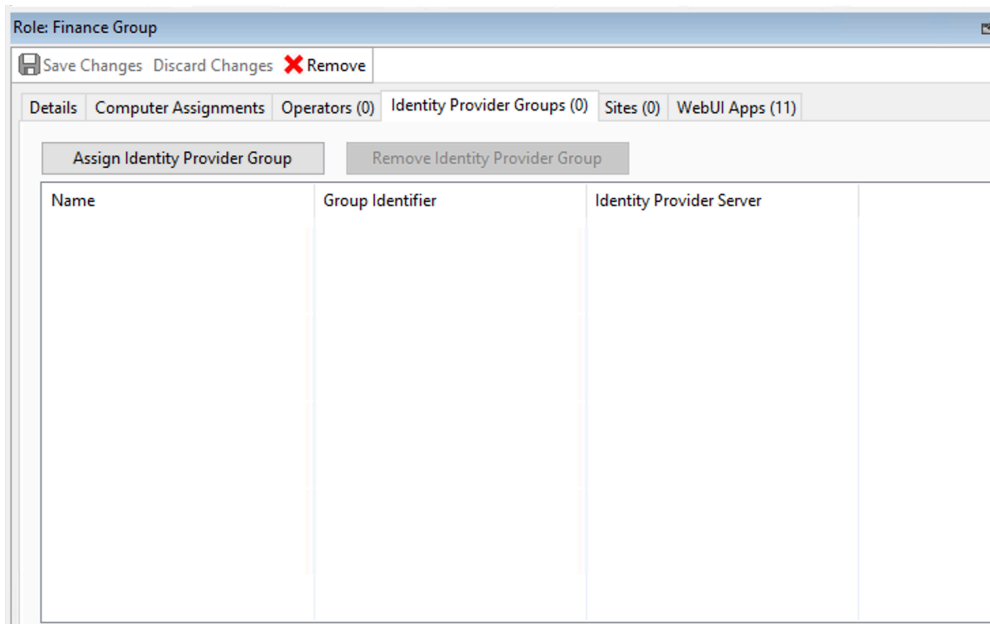 Role: Finance Group
Save Changes Discard Changes Remove
Details Computer Assignments Operators (0) Identity Provider Groups (0) Sites (0) WebUI Apps (11)
Assign Identity Provider Group Remove Identity Provider Group
Name Group Identifier Identity Provider Server